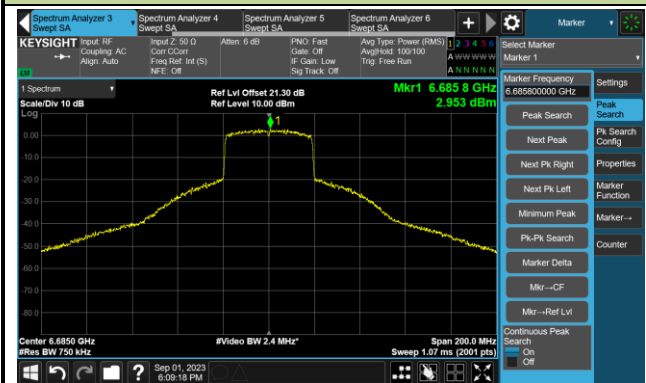 Spectrum Analyzer 3
Swept SA
Spectrum Analyzer 4
Swept SA
Spectrum Analyzer 5
Swept SA
Spectrum Analyzer 6
Swept SA
+
Marker
KEYSIGHT
Input: RF
Coupling: AC
Align: Auto
Input Z: 50 Ω
Corr CCorr
Freq Ref: Int (S)
NFE: Off
Atten: 6 dB
PNO: Fast
Gate: Off
IF Gain: Low
Sig Track: Off
Avg Type: Power (RMS)
Avg|Hold: 100/100
Trig: Free Run
1 2 3 4 5 6
A W W W W W
A N N N N N
Select Marker
Marker 1
1 Spectrum
Scale/Div 10 dB
Log
Ref Lvl Offset 21.30 dB
Ref Level 10.00 dBm
Mkr1 6.685 8 GHz
2.953 dBm
1
0.00
-10.0
-20.0
-30.0
-40.0
-50.0
-60.0
-70.0
-80.0
Center 6.6850 GHz
#Res BW 750 kHz
#Video BW 2.4 MHz*
Span 200.0 MHz
Sweep 1.07 ms (2001 pts)
Marker Frequency
6.685800000 GHz
Peak Search
Next Peak
Next Pk Right
Next Pk Left
Minimum Peak
Pk-Pk Search
Marker Delta
Mkr→CF
Mkr→Ref Lvl
Continuous Peak
Search
On
Off
Settings
Peak
Search
Pk Search
Config
Properties
Marker
Function
Marker→
Counter
?
Sep 01, 2023
6:09:18 PM